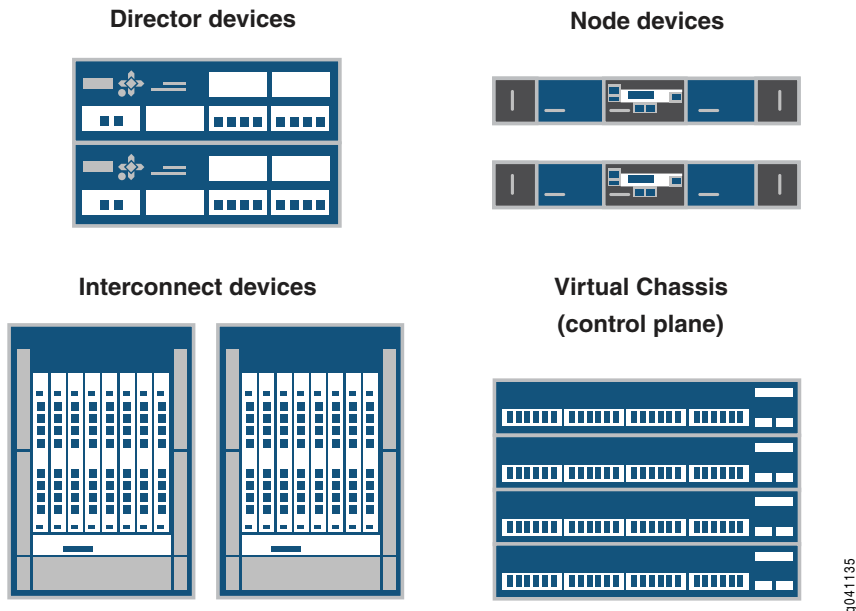 Director devices
Node devices
Interconnect devices
Virtual Chassis
(control plane)
g041135